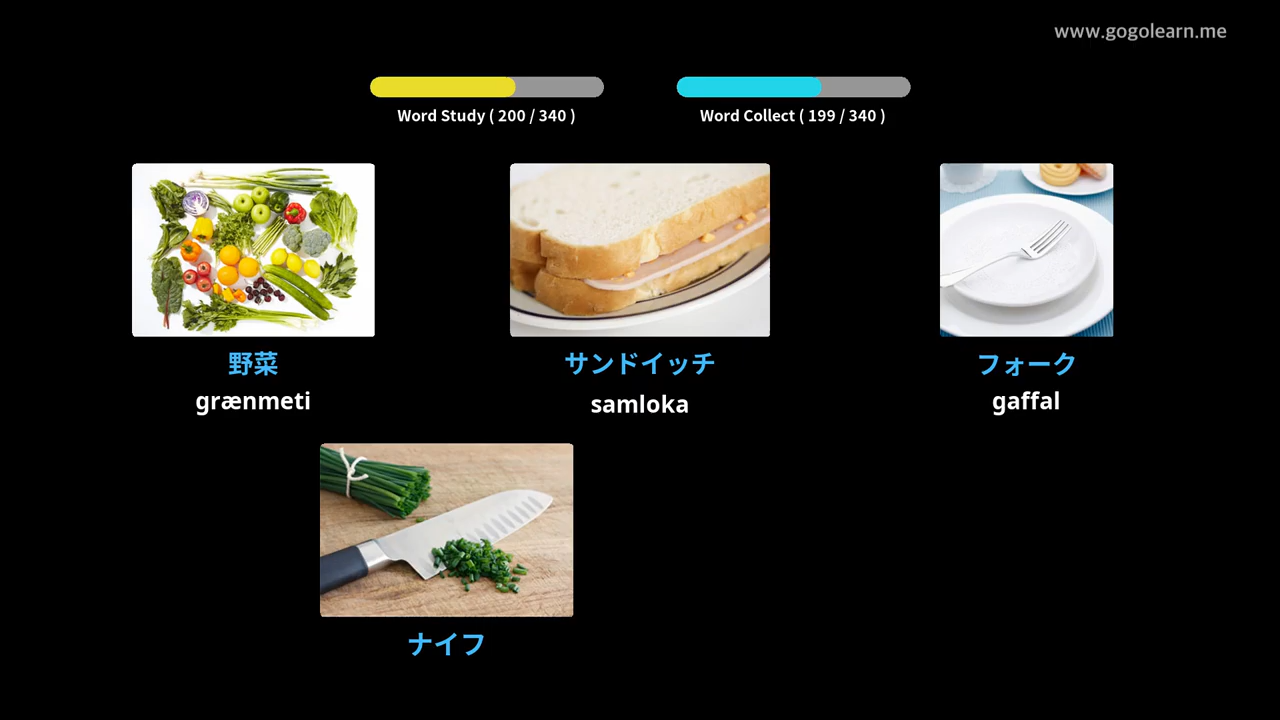 www.gogolearn.me
Word Study ( 200 / 340 )
Word Collect ( 199 / 340 )
野菜
grænmeti
サンドイッチ
samloka
フォーク
gaffal
ナイフ